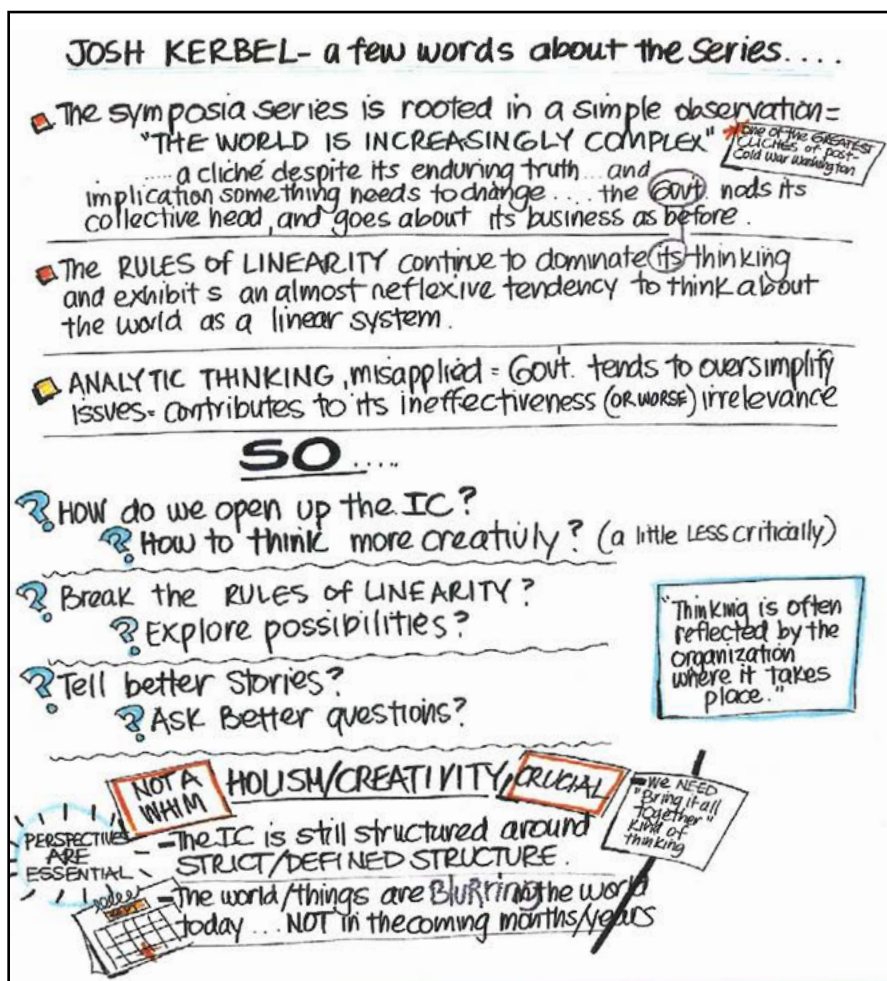 JOSH KERBEL - a few words about the Series....
The symposia series is rooted in a simple observation =
"THE WORLD IS INCREASINGLY COMPLEX"
one of the GREATEST
CLICHÉS of post-
Cold War Washington
.... a cliché despite its enduring truth ... and
implication something needs to change .... the Gov't. nods its
collective head, and goes about its business as before.
The RULES of LINEARITY continue to dominate its thinking
and exhibits an almost reflexive tendency to think about
the world as a linear system.
ANALYTIC THINKING, misapplied = Gov't. tends to oversimplify
issues = contributes to its ineffectiveness (OR WORSE) irrelevance
SO....
? HOW do we open up the IC?
? How to think more creativly? (a little LESS critically)
? Break the RULES of LINEARITY?
? Explore possibilities?
"Thinking is often
reflected by the
organization
where it takes
place."
? Tell better stories?
? Ask Better questions?
NOT A
WHIM
HOLISM/CREATIVITY, CRUCIAL
- We NEED
"Bring it all
Together"
kind of
thinking
PERSPECTIVES
ARE
ESSENTIAL
- The IC is still structured around
STRICT/DEFINED STRUCTURE.
- The world/things are BluRring in the world
today ... NOT in the coming months/years